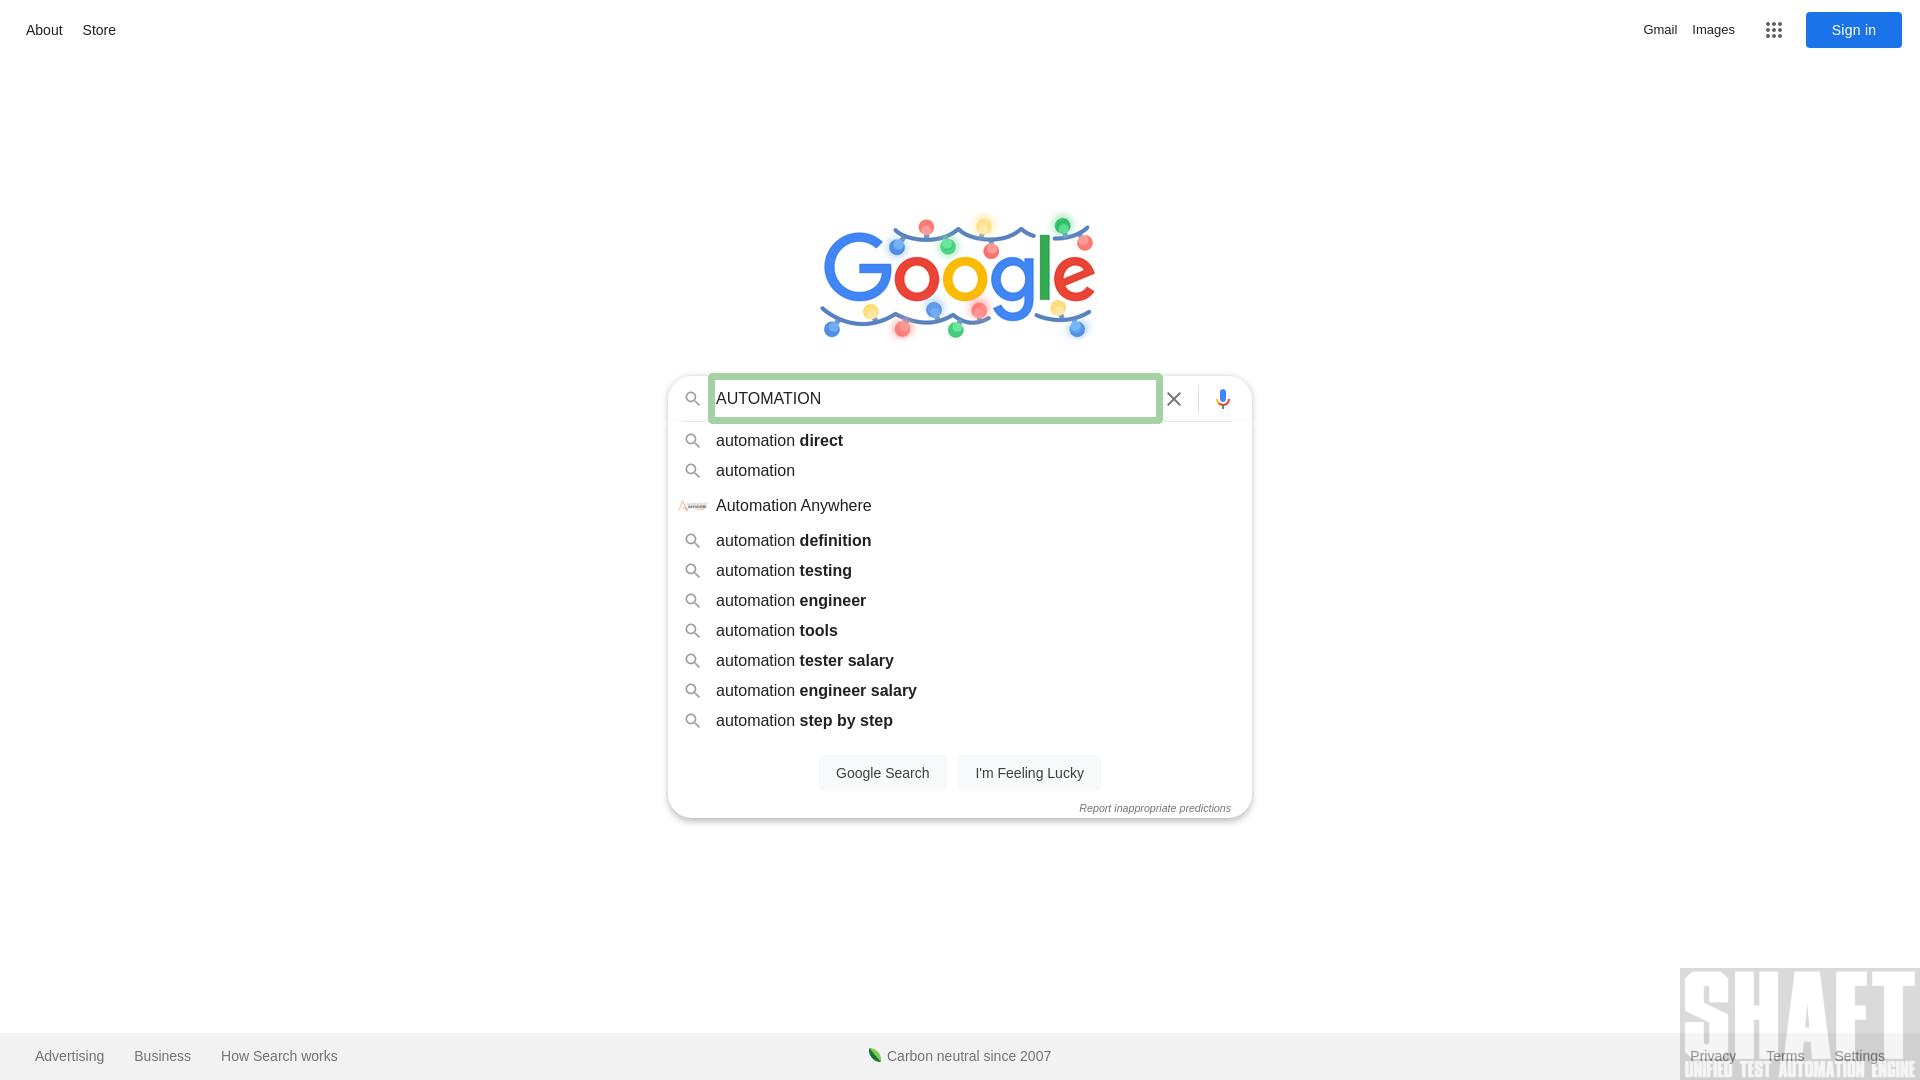 About Store
Gmail Images Sign in
Google
AUTOMATION
automation direct
automation
Automation Anywhere
automation definition
automation testing
automation engineer
automation tools
automation tester salary
automation engineer salary
automation step by step
Google Search I'm Feeling Lucky
Report inappropriate predictions
SHAFT
UNIFIED TEST AUTOMATION ENGINE
Advertising Business How Search works
Carbon neutral since 2007
Privacy Terms Settings